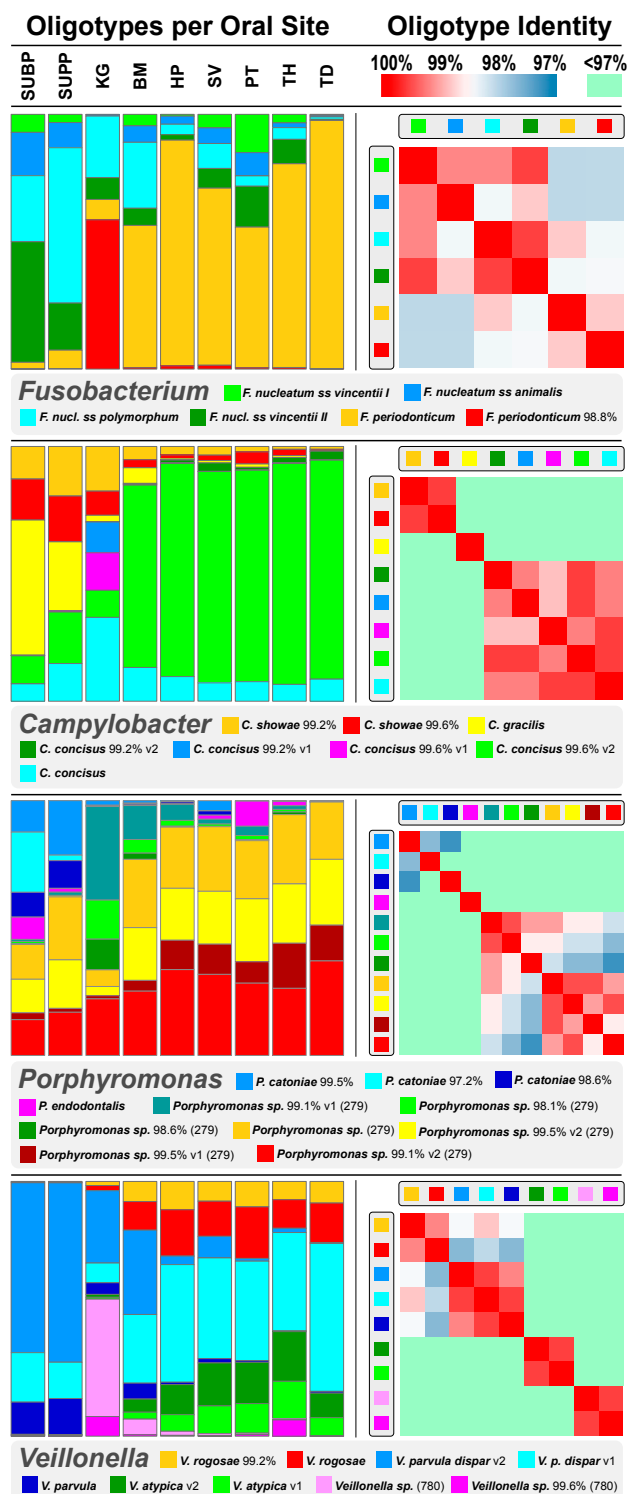 Oligotypes per Oral Site
Oligotype Identity
SUBP SUPP KG BM HP SV PT TH TD
100% 99% 98% 97% <97%
Fusobacterium F. nucleatum ss vincentii I F. nucleatum ss animalis
F. nucl. ss polymorphum F. nucl. ss vincentii II F. periodonticum F. periodonticum 98.8%
Campylobacter C. showae 99.2% C. showae 99.6% C. gracilis
C. concisus 99.2% v2 C. concisus 99.2% v1 C. concisus 99.6% v1 C. concisus 99.6% v2
C. concisus
Porphyromonas P. catoniae 99.5% P. catoniae 97.2% P. catoniae 98.6%
P. endodontalis Porphyromonas sp. 99.1% v1 (279) Porphyromonas sp. 98.1% (279)
Porphyromonas sp. 98.6% (279) Porphyromonas sp. (279) Porphyromonas sp. 99.5% v2 (279)
Porphyromonas sp. 99.5% v1 (279) Porphyromonas sp. 99.1% v2 (279)
Veillonella V. rogosae 99.2% V. rogosae V. parvula dispar v2 V. p. dispar v1
V. parvula V. atypica v2 V. atypica v1 Veillonella sp. (780) Veillonella sp. 99.6% (780)